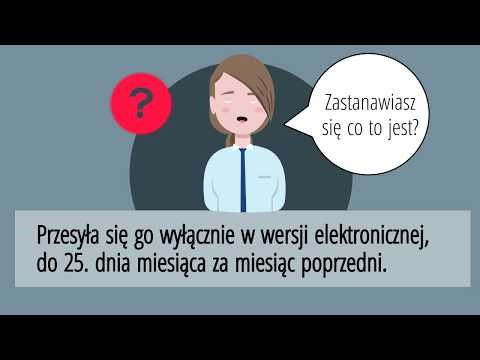 ?
Zastanawiasz
się co to jest?
Przesyła się go wyłącznie w wersji elektronicznej,
do 25. dnia miesiąca za miesiąc poprzedni.